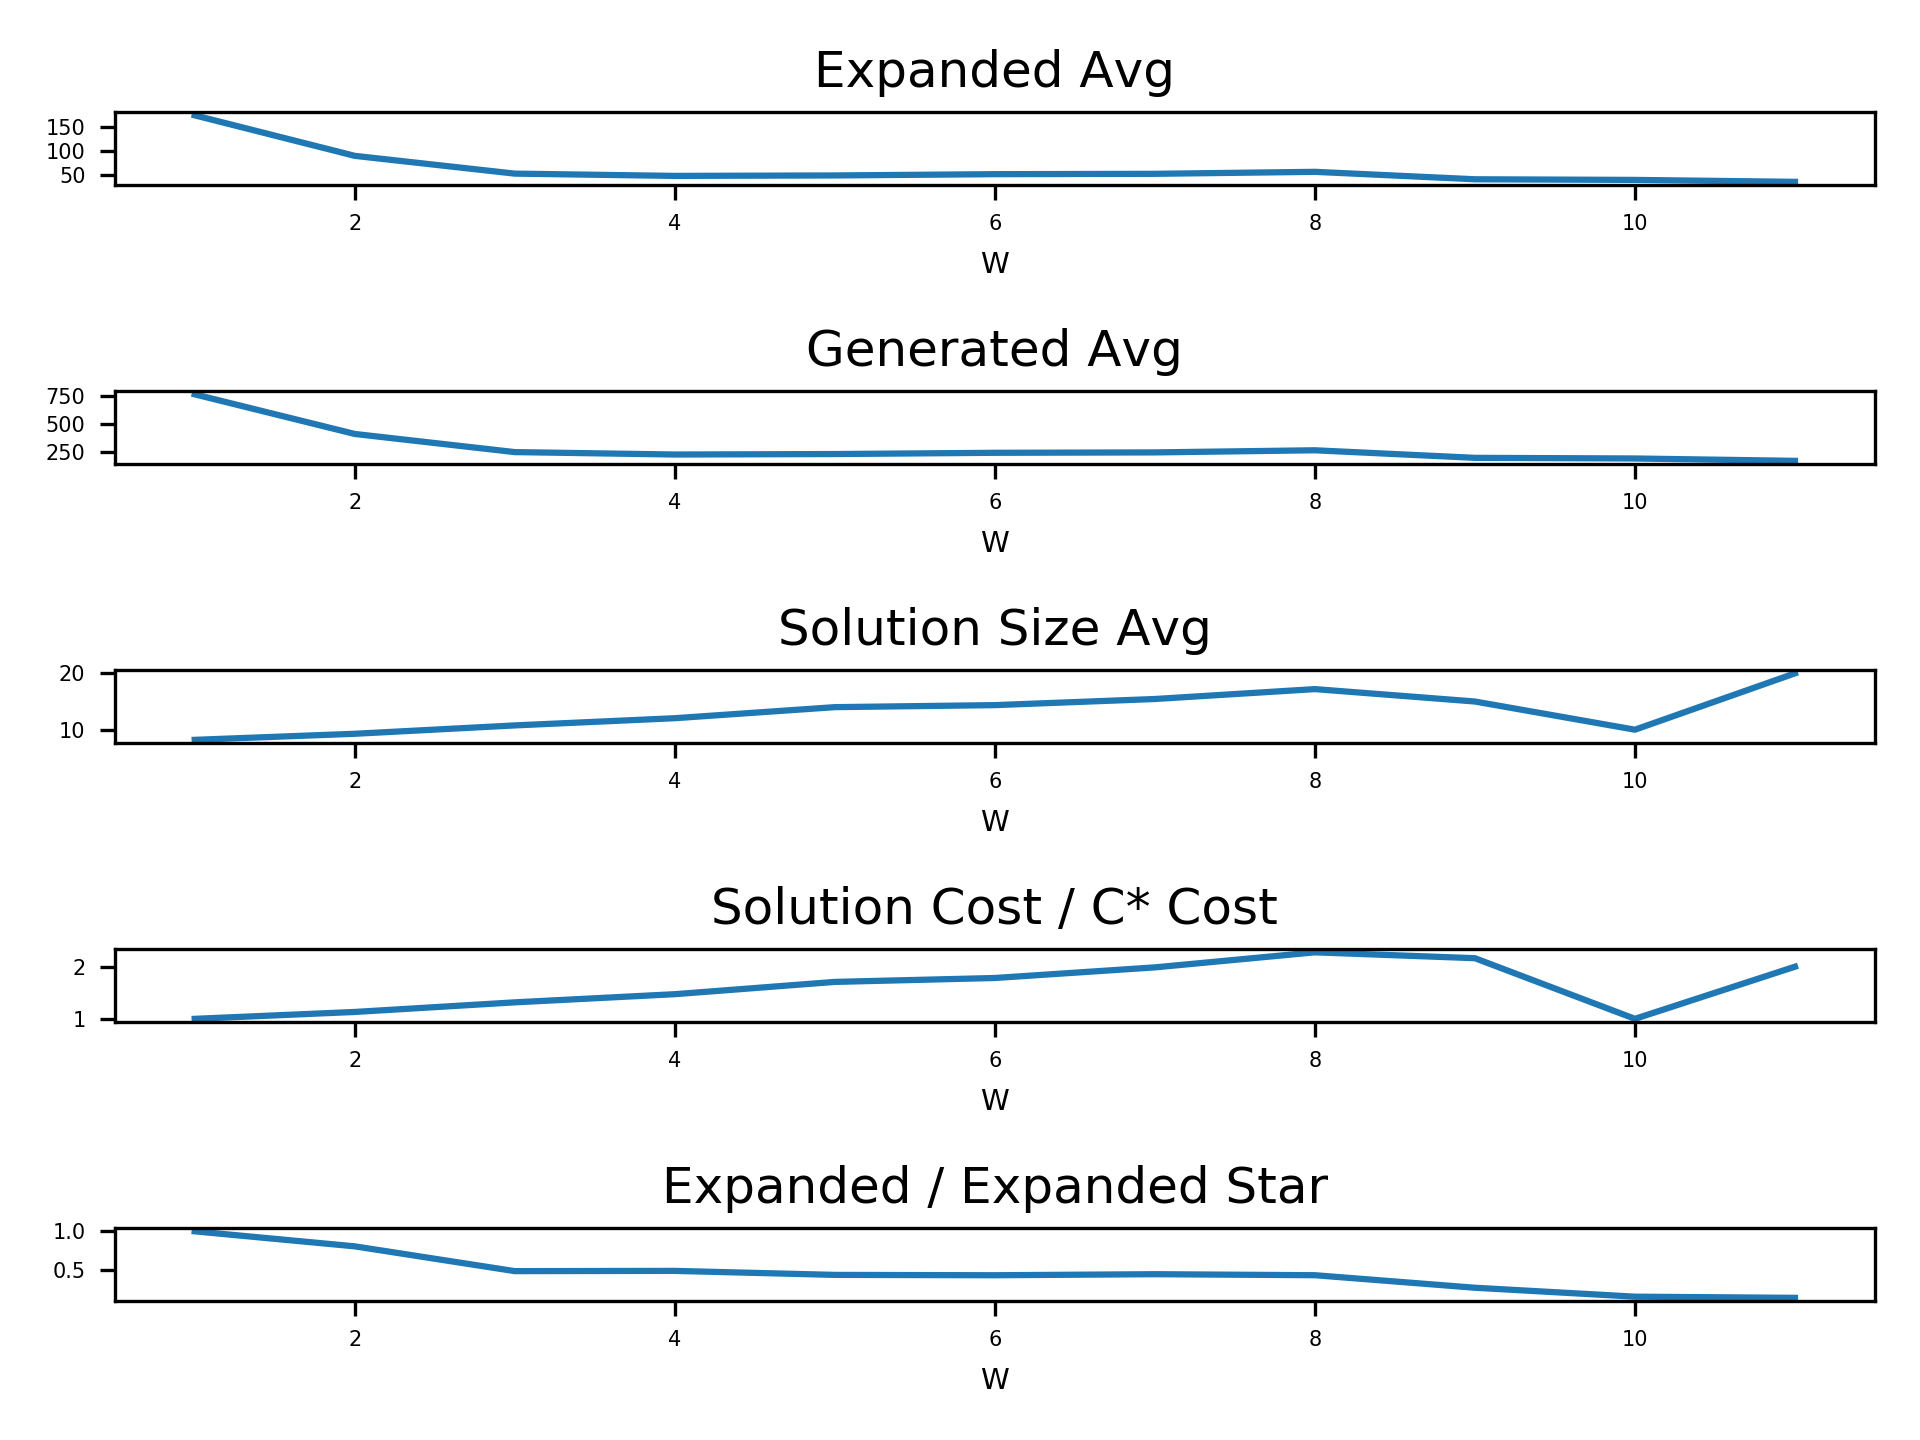 Expanded Avg
150
100
50
2 4 6 8 10
W
Generated Avg
750
500
250
2 4 6 8 10
W
Solution Size Avg
20
10
2 4 6 8 10
W
Solution Cost / C* Cost
2
1
2 4 6 8 10
W
Expanded / Expanded Star
1.0
0.5
2 4 6 8 10
W